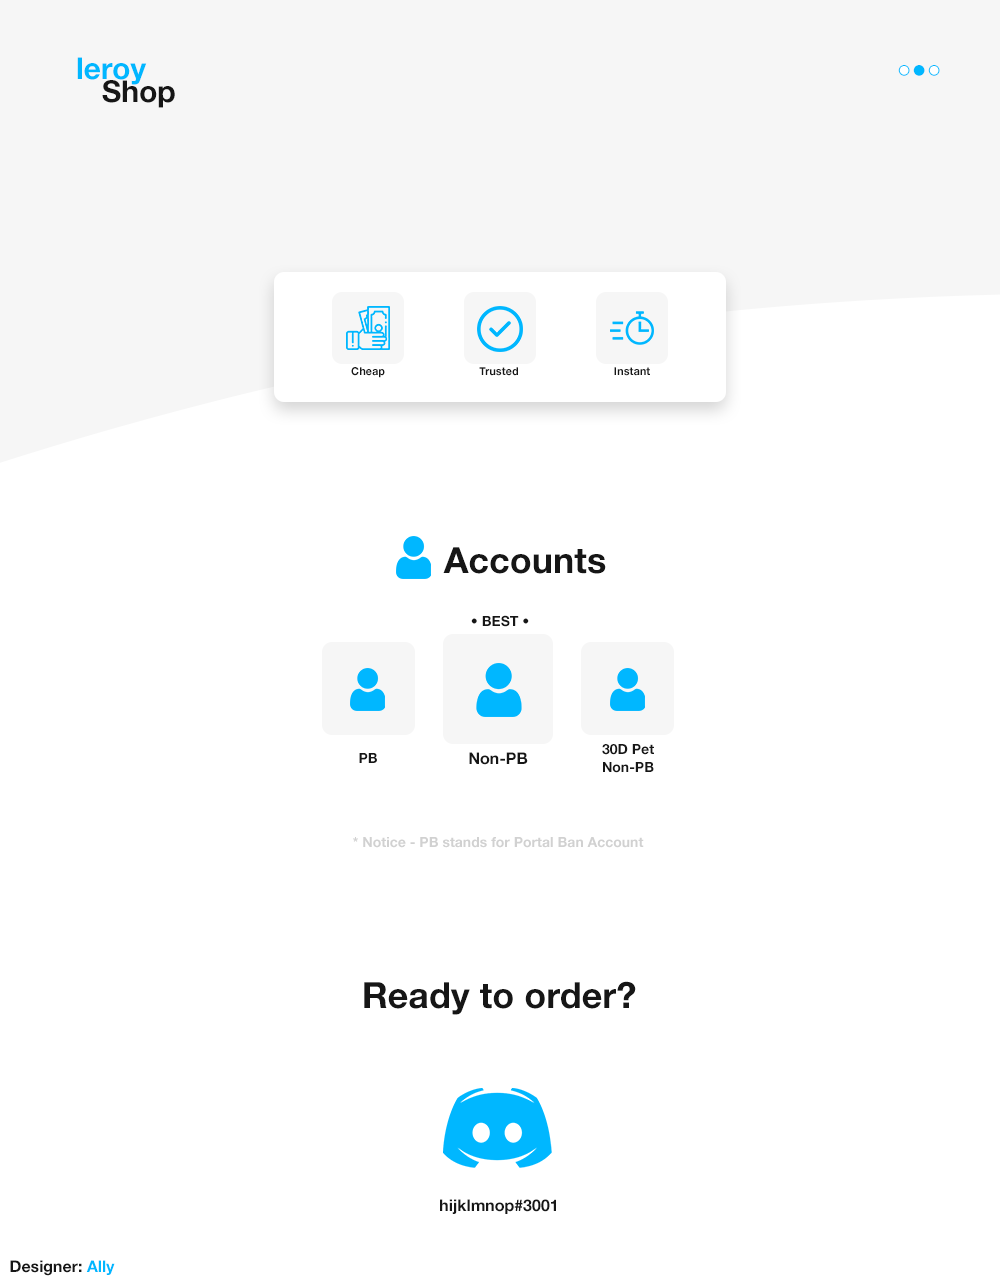 leroy
Shop
Cheap
Trusted
Instant
Accounts
• BEST •
PB
Non-PB
30D Pet
Non-PB
* Notice - PB stands for Portal Ban Account
Ready to order?
hijklmnop#3001
Designer: Ally